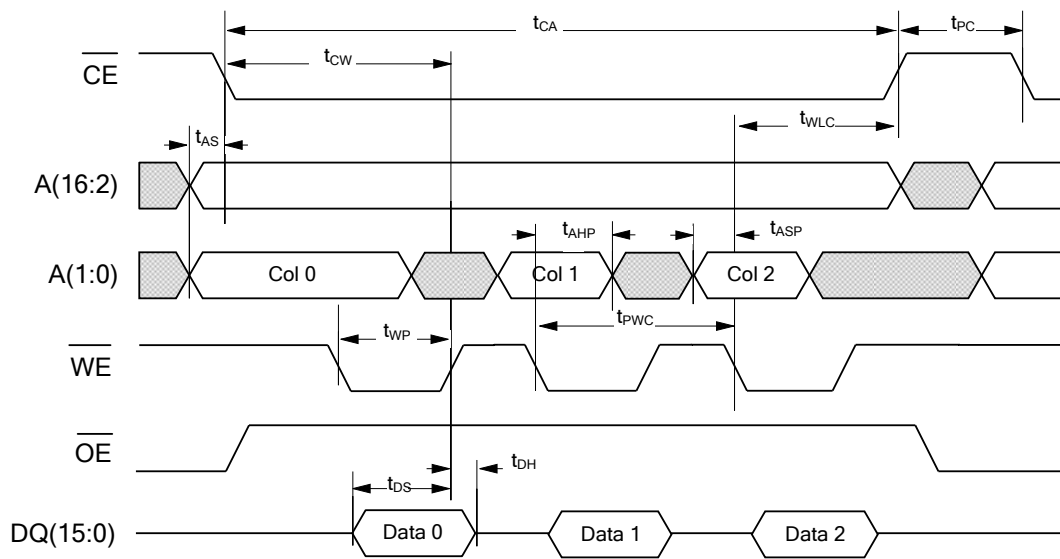 tCA
tPC
CE
tCW
tWLC
tAS
A(16:2)
tAHP
tASP
A(1:0)
Col 0
Col 1
Col 2
tPWC
tWP
WE
OE
tDH
tDS
DQ(15:0)
Data 0
Data 1
Data 2